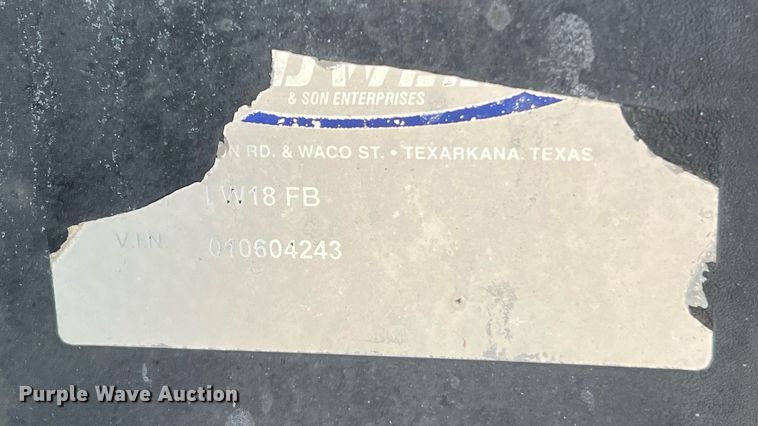 & SON ENTERPRISES
ON RD. & WACO ST. • TEXARKANA, TEXAS
W18 FB
V.I.N. 010604243
Purple Wave Auction